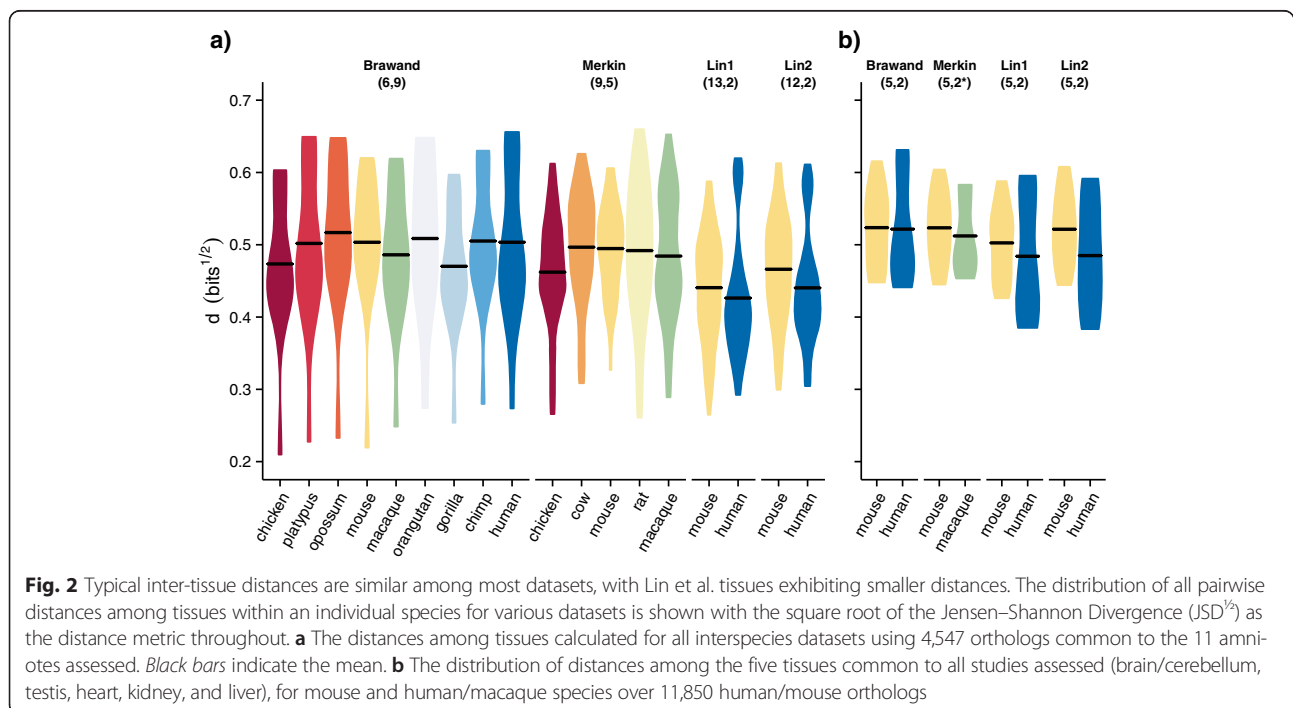 a)
b)
Brawand
(6,9)
Merkin
(9,5)
Lin1
(13,2)
Lin2
(12,2)
Brawand
(5,2)
Merkin
(5,2*)
Lin1
(5,2)
Lin2
(5,2)
d (bits^1/2)
0.7
0.6
0.5
0.4
0.3
0.2
chicken
platypus
opossum
mouse
macaque
orangutan
gorilla
chimp
human
chicken
cow
mouse
rat
macaque
mouse
human
mouse
human
mouse
human
mouse
macaque
mouse
human
mouse
human
Fig. 2 Typical inter-tissue distances are similar among most datasets, with Lin et al. tissues exhibiting smaller distances. The distribution of all pairwise
distances among tissues within an individual species for various datasets is shown with the square root of the Jensen–Shannon Divergence (JSD^½) as
the distance metric throughout. a The distances among tissues calculated for all interspecies datasets using 4,547 orthologs common to the 11 amni-
otes assessed. Black bars indicate the mean. b The distribution of distances among the five tissues common to all studies assessed (brain/cerebellum,
testis, heart, kidney, and liver), for mouse and human/macaque species over 11,850 human/mouse orthologs